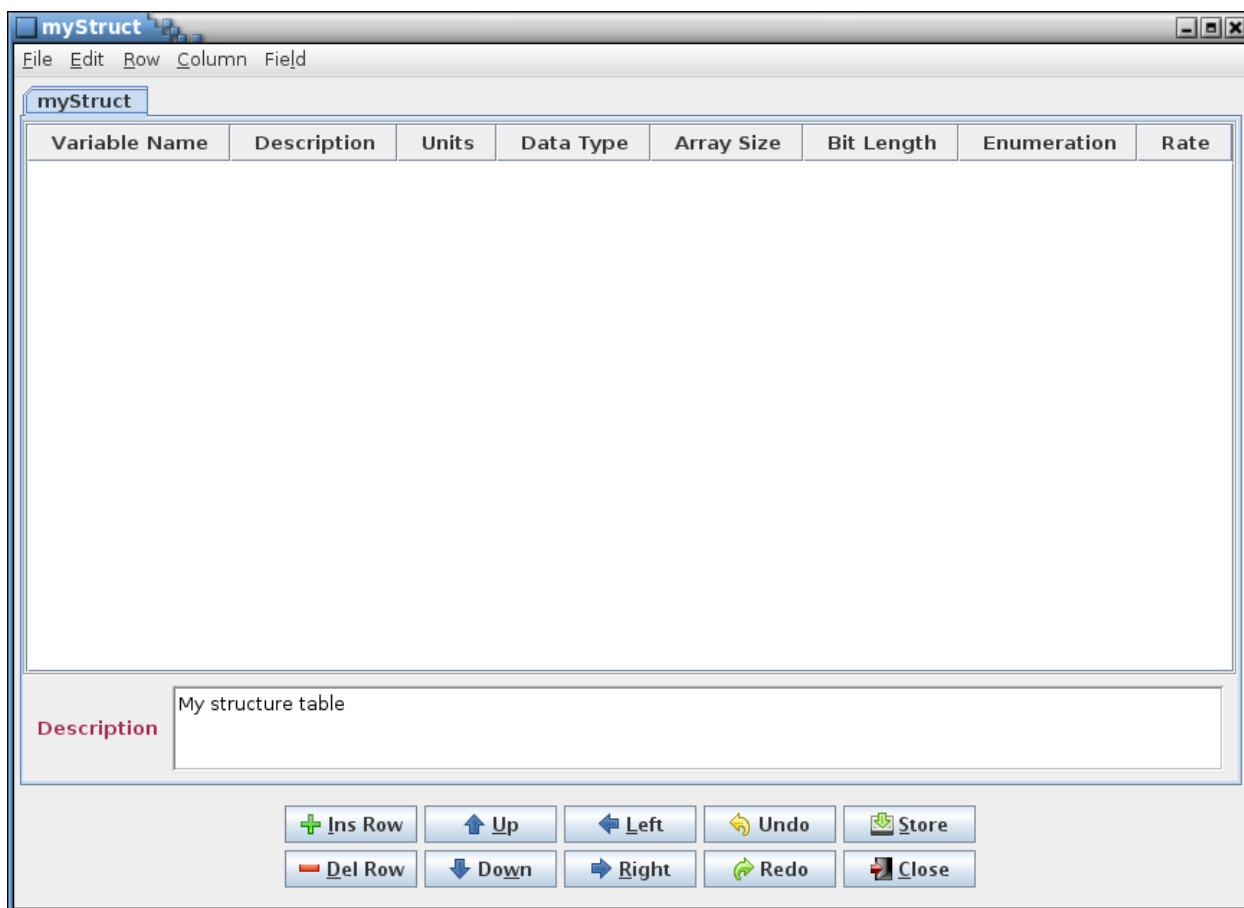 myStruct
File Edit Row Column Field
myStruct
Variable Name Description Units Data Type Array Size Bit Length Enumeration Rate
Description My structure table
Ins Row Up Left Undo Store
Del Row Down Right Redo Close